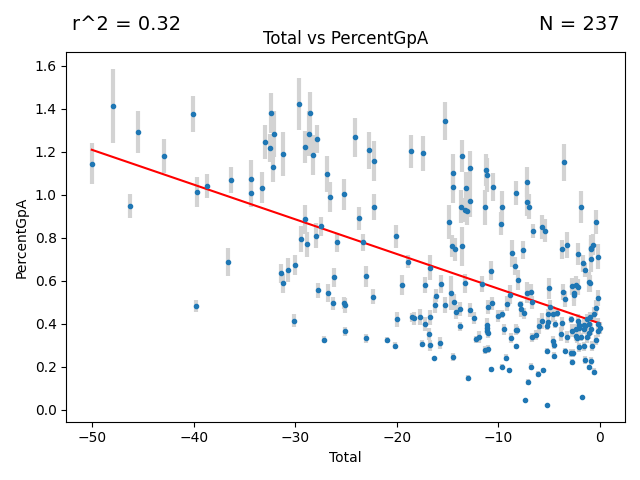 r^2 = 0.32
N = 237
Total vs PercentGpA
1.6
1.4
1.2
1.0
0.8
0.6
0.4
0.2
0.0
PercentGpA
−50 −40 −30 −20 −10 0
Total